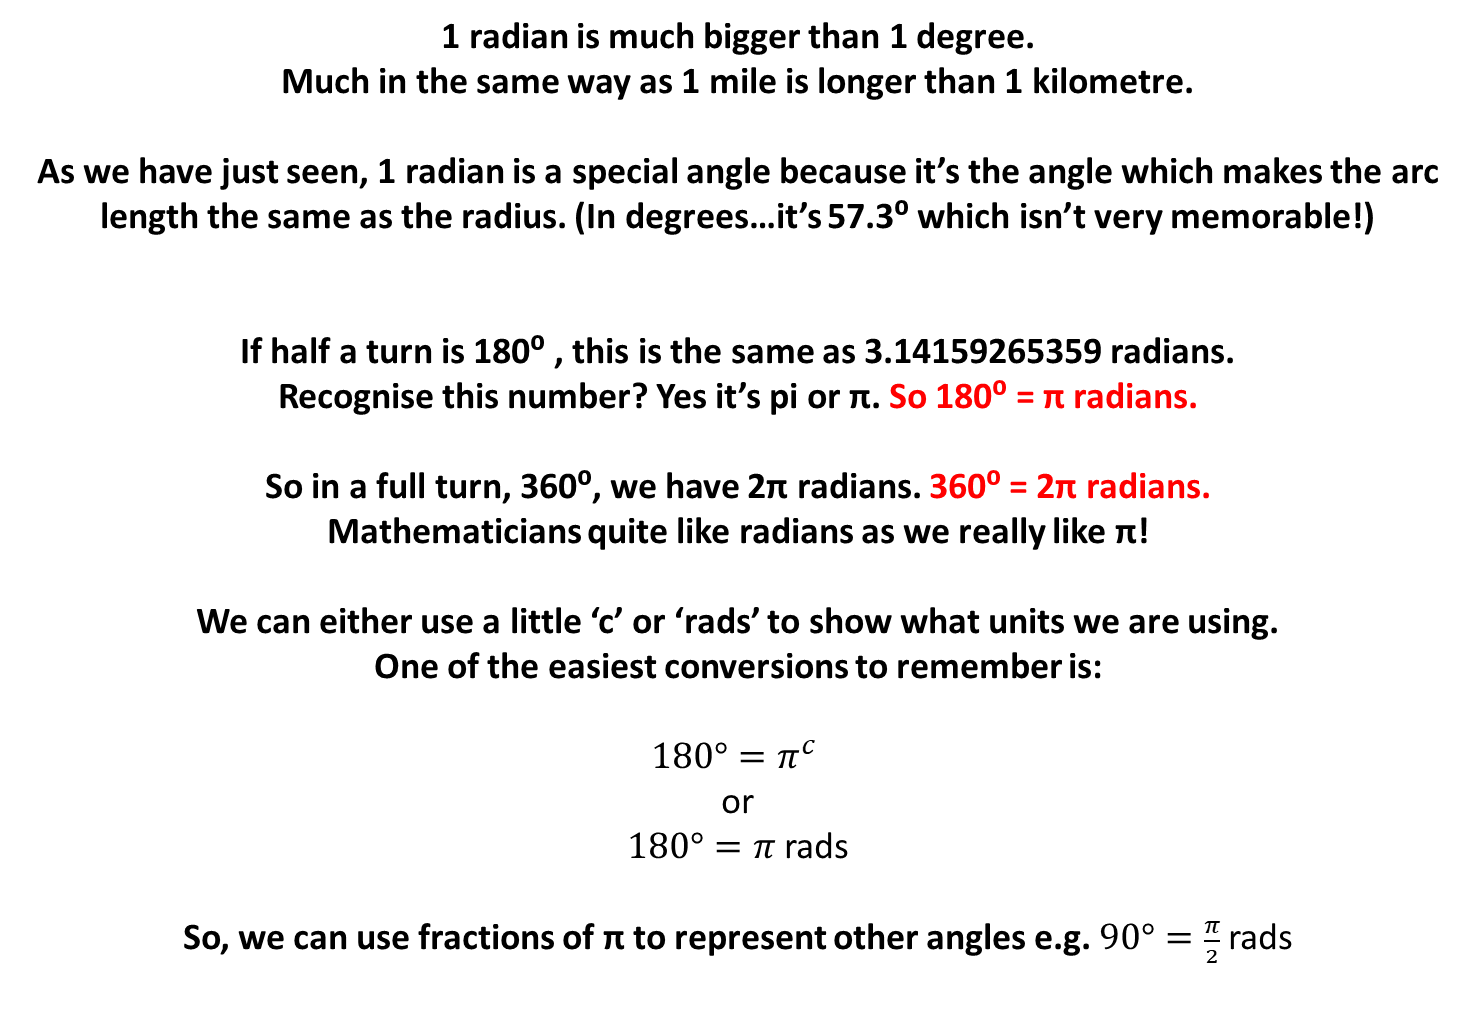 1 radian is much bigger than 1 degree.
Much in the same way as 1 mile is longer than 1 kilometre.
As we have just seen, 1 radian is a special angle because it’s the angle which makes the arc
length the same as the radius. (In degrees…it’s 57.3⁰ which isn’t very memorable!)
If half a turn is 180⁰ , this is the same as 3.14159265359 radians.
Recognise this number? Yes it’s pi or π. So 180⁰ = π radians.
So in a full turn, 360⁰, we have 2π radians. 360⁰ = 2π radians.
Mathematicians quite like radians as we really like π!
We can either use a little ‘c’ or ‘rads’ to show what units we are using.
One of the easiest conversions to remember is:
180° = π^c
or
180° = π rads
So, we can use fractions of π to represent other angles e.g. 90° = π/2 rads